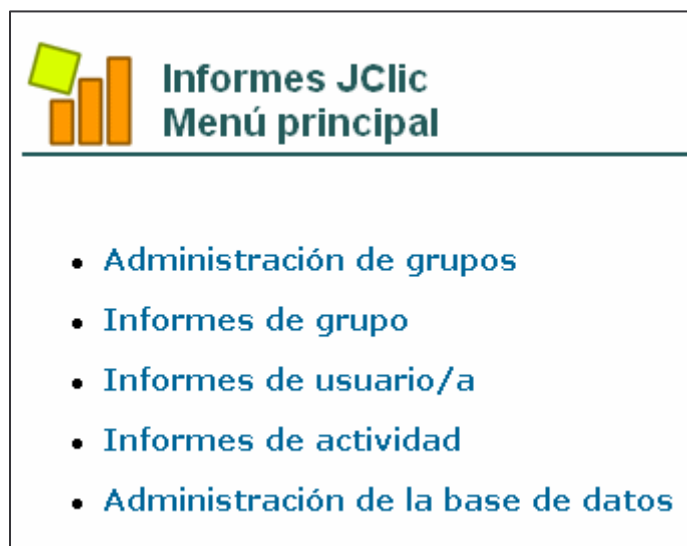 Informes JClic
Menú principal
Administración de grupos
Informes de grupo
Informes de usuario/a
Informes de actividad
Administración de la base de datos